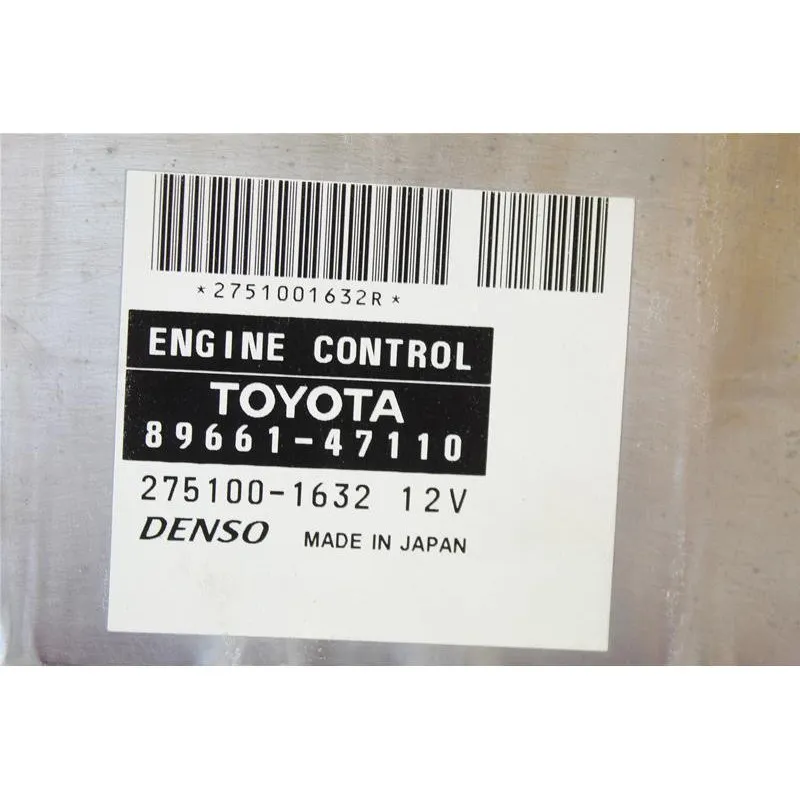 *2751001632R*
ENGINE CONTROL
TOYOTA
89661-47110
275100-1632 12V
DENSO MADE IN JAPAN